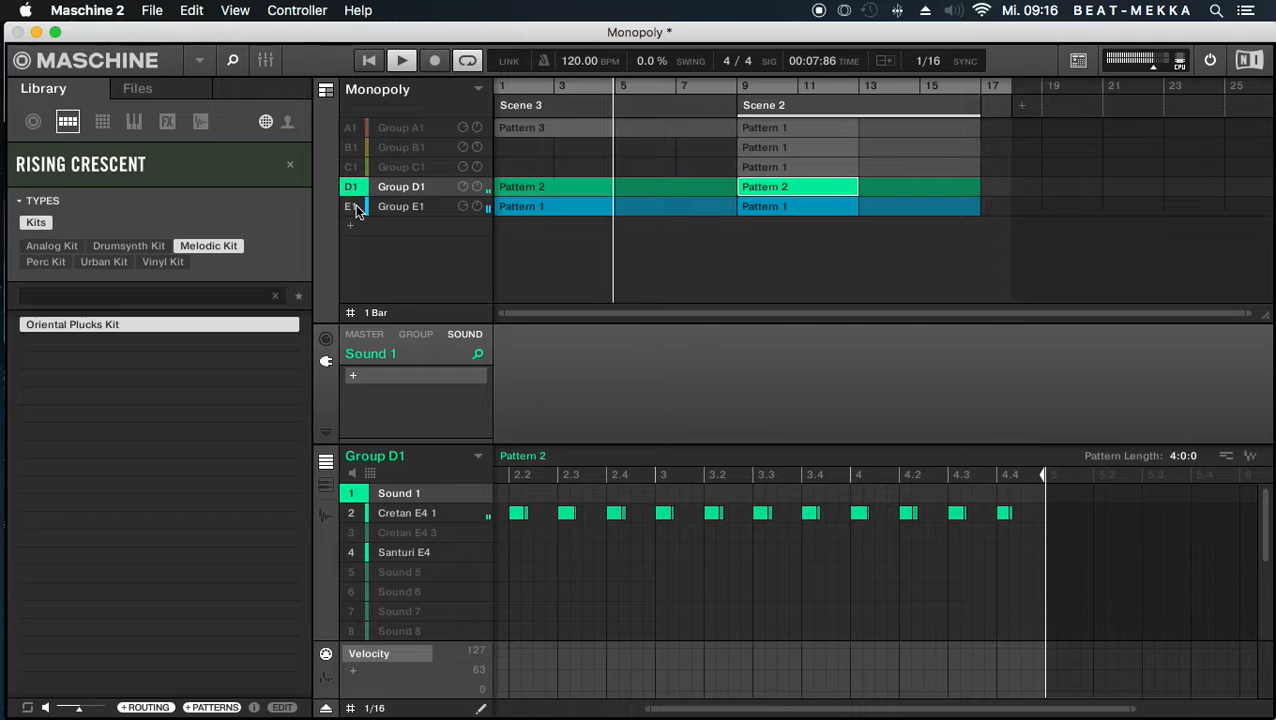 Maschine 2 File Edit View Controller Help Mi. 09:16 BEAT-MEKKA
Monopoly *
MASCHINE LINK 120.00 BPM 0.0 % SWING 4 / 4 SIG 00:07:86 TIME 1/16 SYNC
Library Files
Monopoly
1 3 5 7 9 11 13 15 17 19 21 23 25
Scene 3 Scene 2
A1 Group A1 Pattern 3 Pattern 1
B1 Group B1 Pattern 1
C1 Group C1 Pattern 1
D1 Group D1 Pattern 2 Pattern 2
E1 Group E1 Pattern 1 Pattern 1
+
1 Bar
RISING CRESCENT ×
TYPES
Kits
Analog Kit Drumsynth Kit Melodic Kit
Perc Kit Urban Kit Vinyl Kit
Oriental Plucks Kit
MASTER GROUP SOUND
Sound 1
+
Group D1 Pattern 2 Pattern Length: 4:0:0
2.2 2.3 2.4 3 3.2 3.3 3.4 4 4.2 4.3 4.4 5 5.2 5.3 5.4 6
1 Sound 1
2 Cretan E4 1
3 Cretan E4 3
4 Santuri E4
5 Sound 5
6 Sound 6
7 Sound 7
8 Sound 8
Velocity 127
+ 63
0
+ROUTING +PATTERNS EDIT 1/16